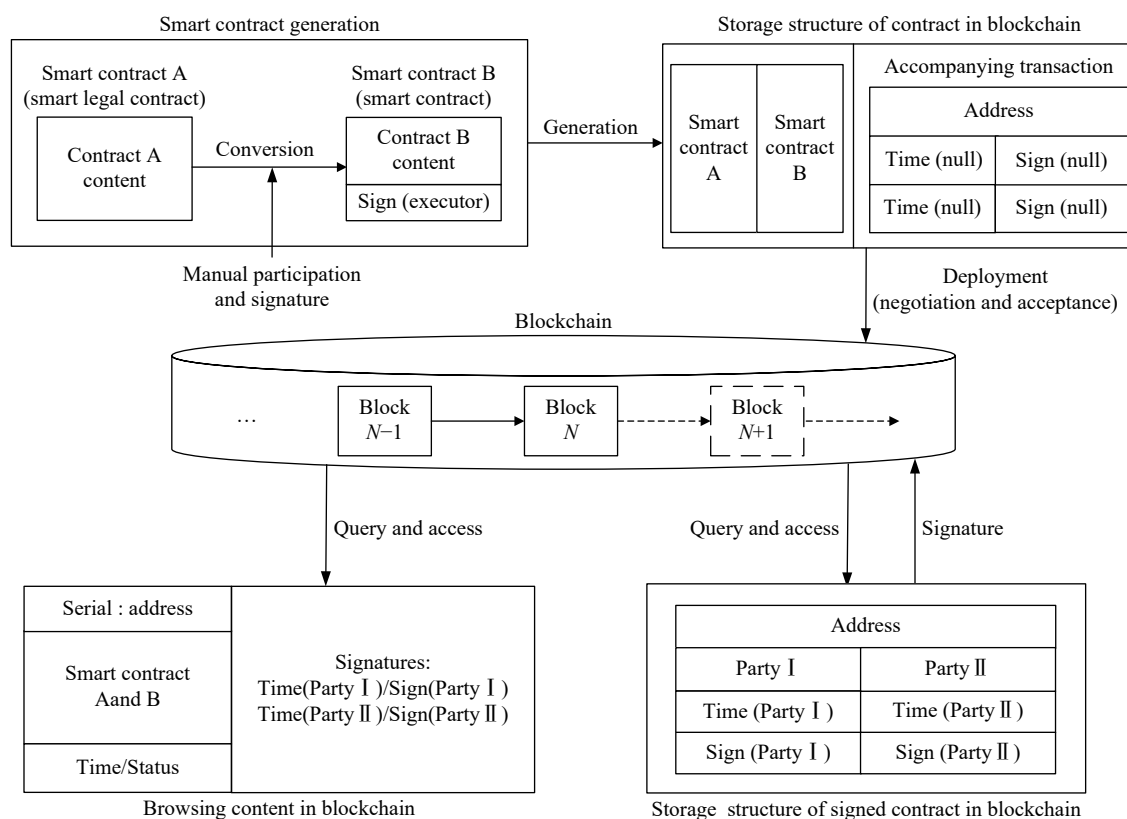 Smart contract generation
Smart contract A
(smart legal contract)
Contract A
content
Conversion
Smart contract B
(smart contract)
Contract B
content
Sign (executor)
Manual participation
and signature
Generation
Storage structure of contract in blockchain
Smart
contract
A
Smart
contract
B
Accompanying transaction
Address
Time (null) Sign (null)
Time (null) Sign (null)
Deployment
(negotiation and acceptance)
Blockchain
…
Block
N−1
Block
N
Block
N+1
Query and access
Query and access
Signature
Serial : address
Smart contract
Aand B
Time/Status
Signatures:
Time(Party Ⅰ)/Sign(Party Ⅰ)
Time(Party Ⅱ)/Sign(Party Ⅱ)
Browsing content in blockchain
Address
Party Ⅰ Party Ⅱ
Time (Party Ⅰ) Time (Party Ⅱ)
Sign (Party Ⅰ) Sign (Party Ⅱ)
Storage structure of signed contract in blockchain